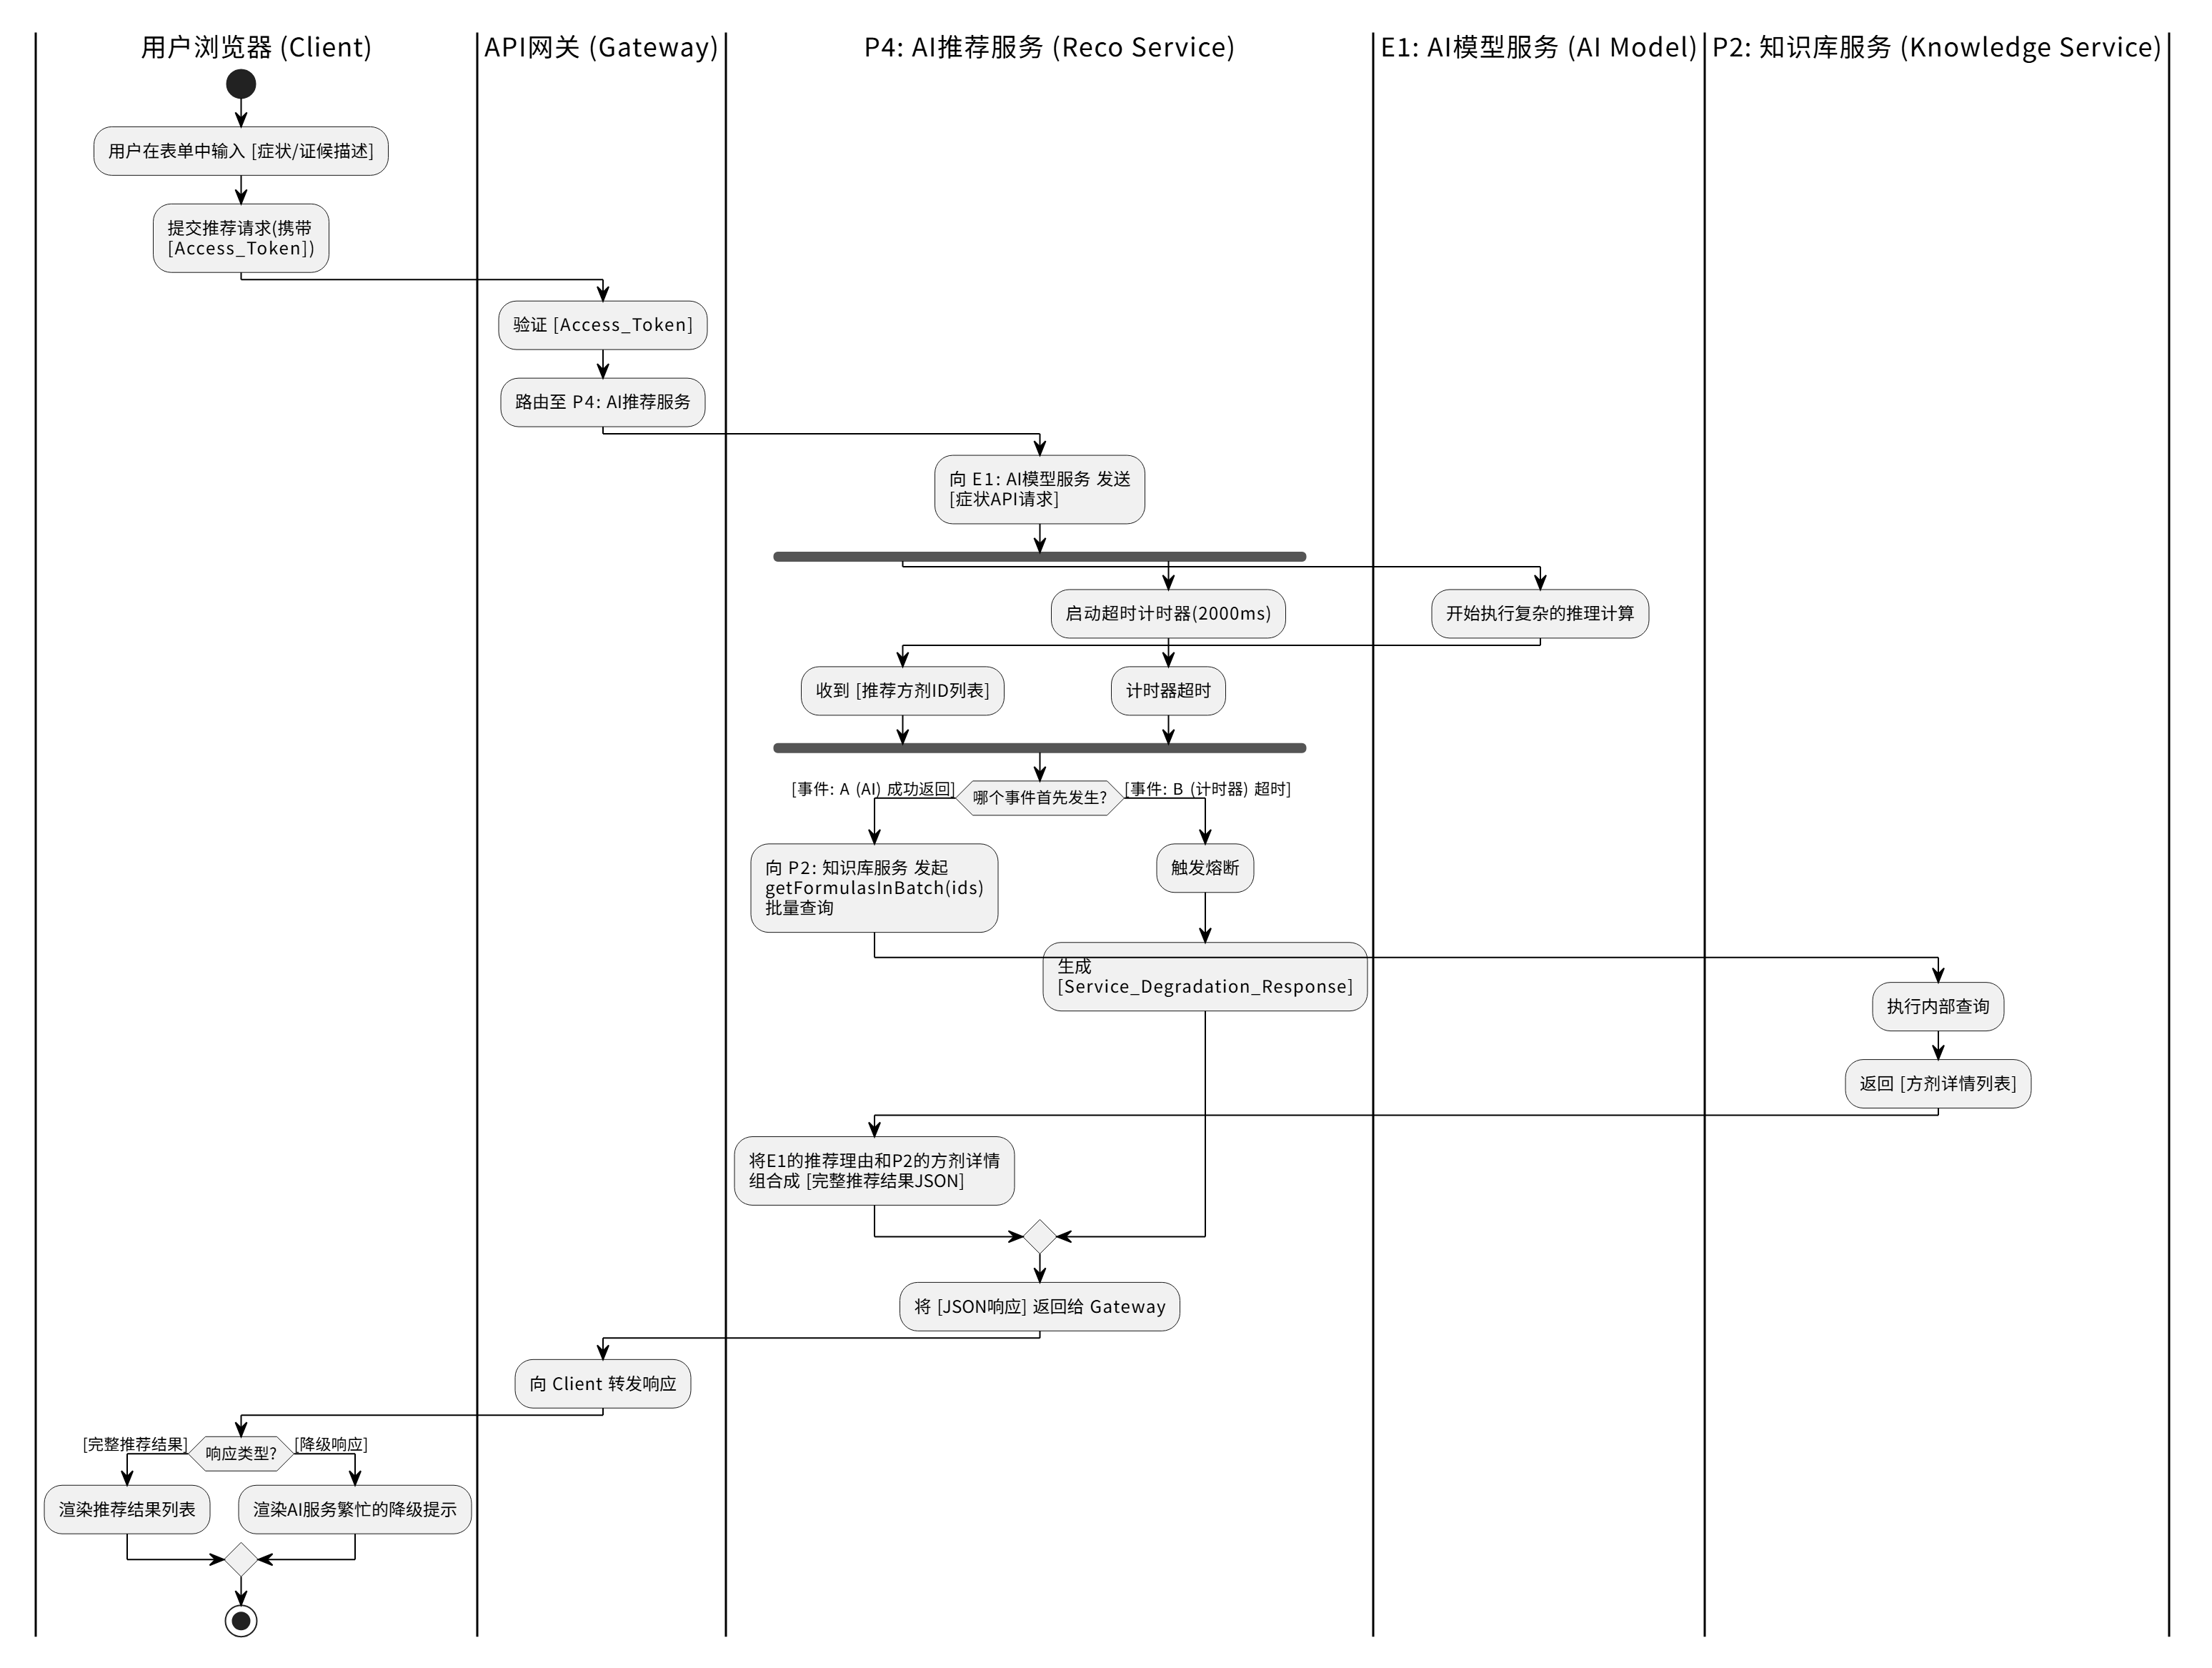 用户浏览器 (Client)
API网关 (Gateway)
P4: AI推荐服务 (Reco Service)
E1: AI模型服务 (AI Model)
P2: 知识库服务 (Knowledge Service)
用户在表单中输入 [症状/证候描述]
提交推荐请求(携带
[Access_Token])
验证 [Access_Token]
路由至 P4: AI推荐服务
向 E1: AI模型服务 发送
[症状API请求]
启动超时计时器(2000ms)
开始执行复杂的推理计算
收到 [推荐方剂ID列表]
计时器超时
[事件: A (AI) 成功返回]
哪个事件首先发生?
[事件: B (计时器) 超时]
向 P2: 知识库服务 发起
getFormulasInBatch(ids)
批量查询
触发熔断
生成
[Service_Degradation_Response]
执行内部查询
返回 [方剂详情列表]
将E1的推荐理由和P2的方剂详情
组合成 [完整推荐结果JSON]
将 [JSON响应] 返回给 Gateway
向 Client 转发响应
[完整推荐结果]
响应类型?
[降级响应]
渲染推荐结果列表
渲染AI服务繁忙的降级提示